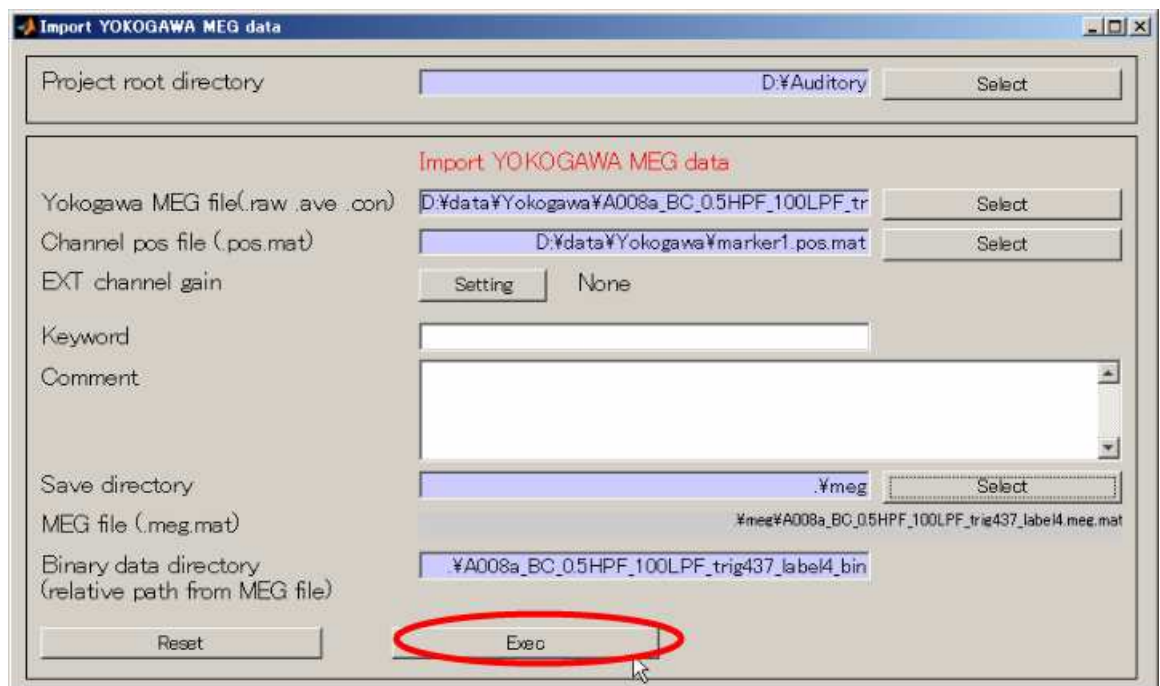 Import YOKOGAWA MEG data
Project root directory D:¥Auditory Select
Import YOKOGAWA MEG data
Yokogawa MEG file(.raw .ave .con) D:¥data¥Yokogawa¥A008a_BC_0.5HPF_100LPF_tr Select
Channel pos file (.pos.mat) D:¥data¥Yokogawa¥marker1.pos.mat Select
EXT channel gain Setting None
Keyword
Comment
Save directory .¥meg Select
MEG file (.meg.mat) ¥meg¥A008a_BC_0.5HPF_100LPF_trig437_label4.meg.mat
Binary data directory .¥A008a_BC_0.5HPF_100LPF_trig437_label4_bin
(relative path from MEG file)
Reset Exec